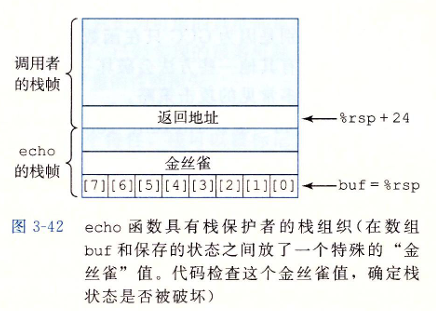 调用者
的栈帧
返回地址
%rsp+24
echo
的栈帧
金丝雀
[7][6][5][4][3][2][1][0]
buf=%rsp
图 3-42 echo 函数具有栈保护者的栈组织(在数组
buf 和保存的状态之间放了一个特殊的“金
丝雀”值。代码检查这个金丝雀值，确定栈
状态是否被破坏)